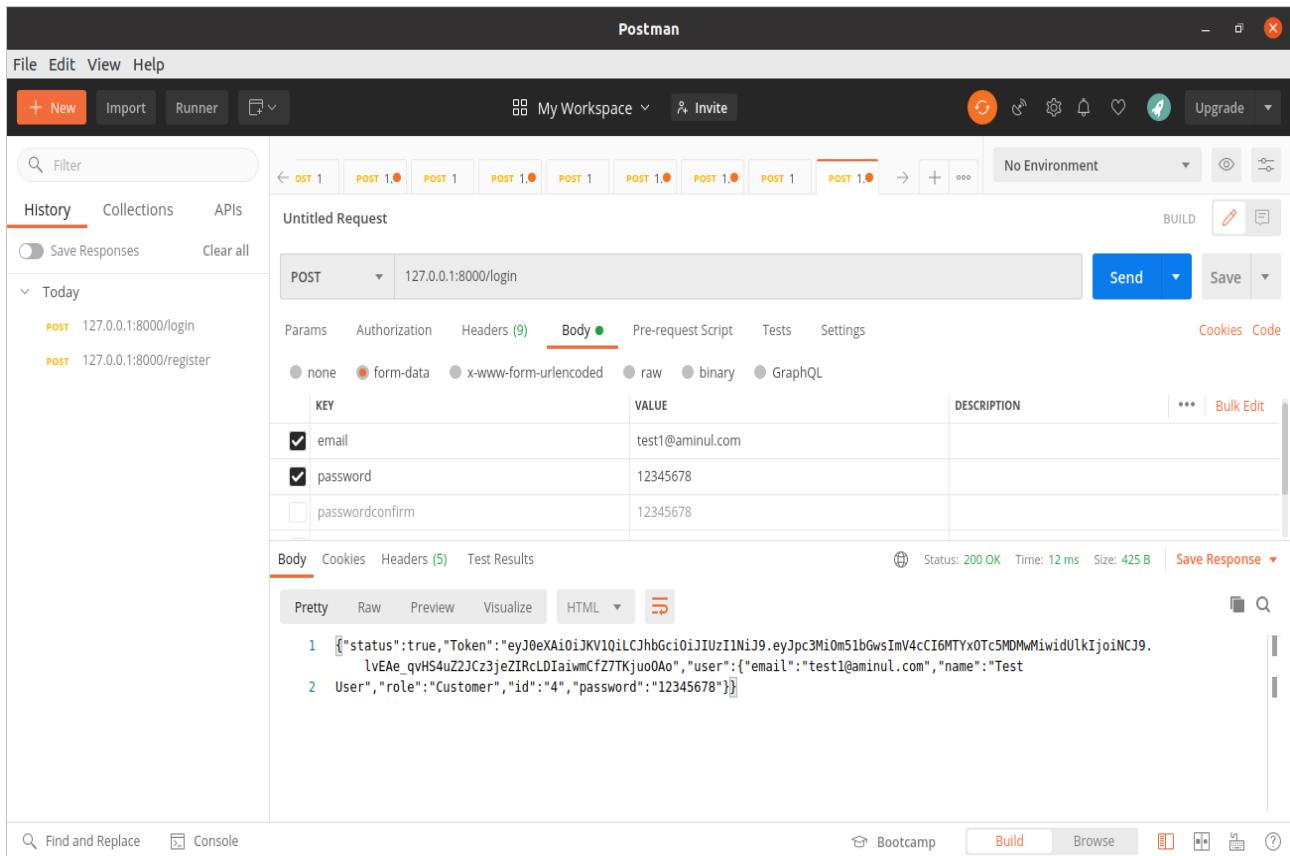 Postman
File Edit View Help
+ New Import Runner My Workspace Invite Upgrade
Filter
OST 1 POST 1. POST 1 POST 1. POST 1 POST 1. POST 1. POST 1 POST 1. + ooo No Environment
History Collections APIs
Untitled Request BUILD
Save Responses Clear all
POST 127.0.0.1:8000/login Send Save
Today
POST 127.0.0.1:8000/login
POST 127.0.0.1:8000/register
Params Authorization Headers (9) Body Pre-request Script Tests Settings Cookies Code
none form-data x-www-form-urlencoded raw binary GraphQL
KEY VALUE DESCRIPTION ••• Bulk Edit
email test1@aminul.com
password 12345678
passwordconfirm 12345678
Body Cookies Headers (5) Test Results Status: 200 OK Time: 12 ms Size: 425 B Save Response
Pretty Raw Preview Visualize HTML
1 {"status":true,"Token":"eyJ0eXAiOiJKV1QiLCJhbGciOiJIUzI1NiJ9.eyJpc3MiOm51bGwsImV4cCI6MTYxOTc5MDMwMiwidUlkIjoiNCJ9.
lvEAe_qvHS4uZ2JCz3jeZIRcLDIaiwmCfZ7TKjuoOAo","user":{"email":"test1@aminul.com","name":"Test
2 User","role":"Customer","id":"4","password":"12345678"}}
Find and Replace Console Bootcamp Build Browse